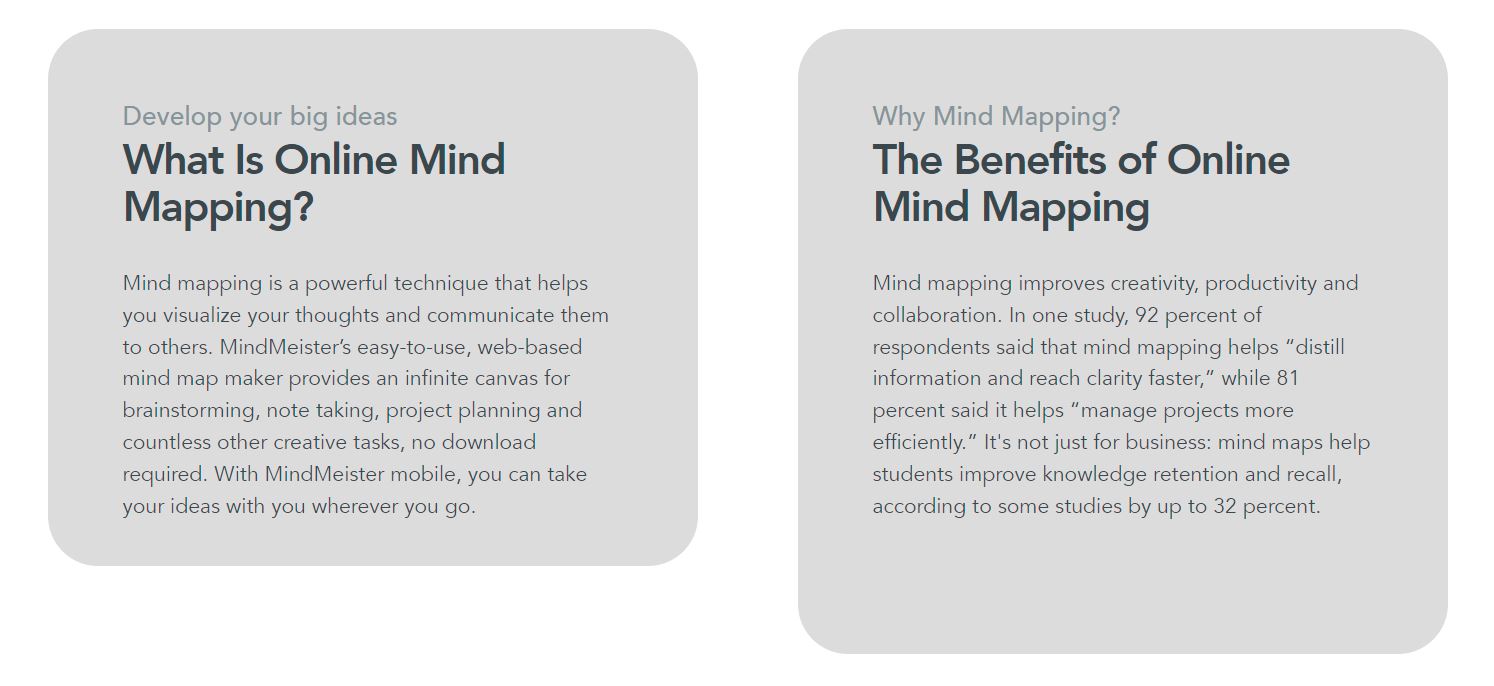 Develop your big ideas
What Is Online Mind
Mapping?
Mind mapping is a powerful technique that helps
you visualize your thoughts and communicate them
to others. MindMeister’s easy-to-use, web-based
mind map maker provides an infinite canvas for
brainstorming, note taking, project planning and
countless other creative tasks, no download
required. With MindMeister mobile, you can take
your ideas with you wherever you go.
Why Mind Mapping?
The Benefits of Online
Mind Mapping
Mind mapping improves creativity, productivity and
collaboration. In one study, 92 percent of
respondents said that mind mapping helps “distill
information and reach clarity faster,” while 81
percent said it helps “manage projects more
efficiently.” It's not just for business: mind maps help
students improve knowledge retention and recall,
according to some studies by up to 32 percent.